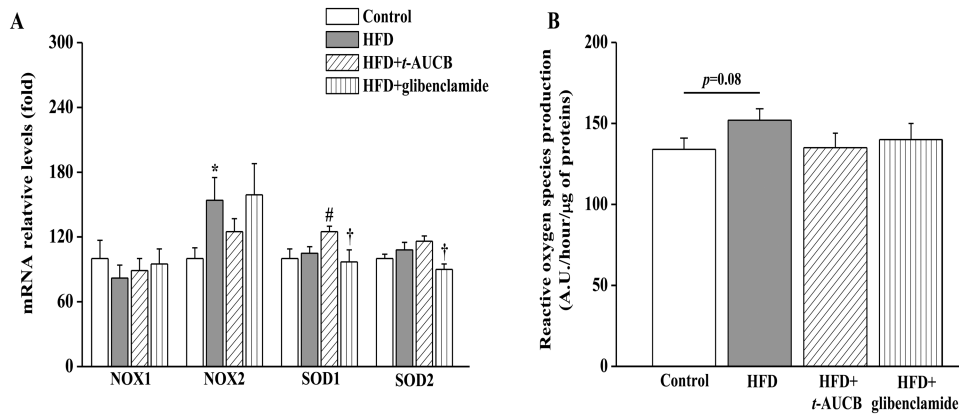 A
Control
HFD
HFD+t-AUCB
HFD+glibenclamide
mRNA relatvive levels (fold)
300
240
180
120
60
0
*
#
†
†
NOX1
NOX2
SOD1
SOD2
B
Reactive oxygen species production
(A.U./hour/µg of proteins)
200
150
100
50
0
p=0.08
Control
HFD
HFD+
t-AUCB
HFD+
glibenclamide